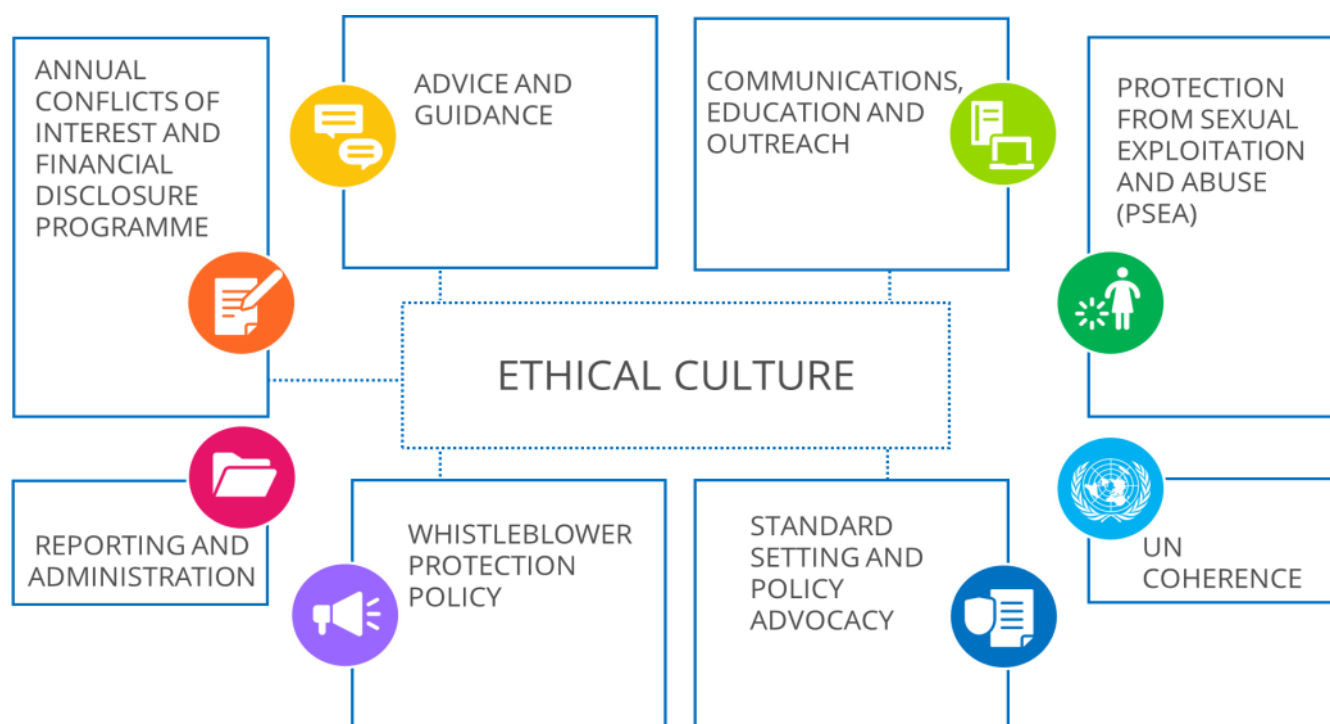 ANNUAL
CONFLICTS OF
INTEREST AND
FINANCIAL
DISCLOSURE
PROGRAMME
ADVICE AND
GUIDANCE
COMMUNICATIONS,
EDUCATION AND
OUTREACH
PROTECTION
FROM SEXUAL
EXPLOITATION
AND ABUSE
(PSEA)
ETHICAL CULTURE
REPORTING AND
ADMINISTRATION
WHISTLEBLOWER
PROTECTION
POLICY
STANDARD
SETTING AND
POLICY
ADVOCACY
UN
COHERENCE